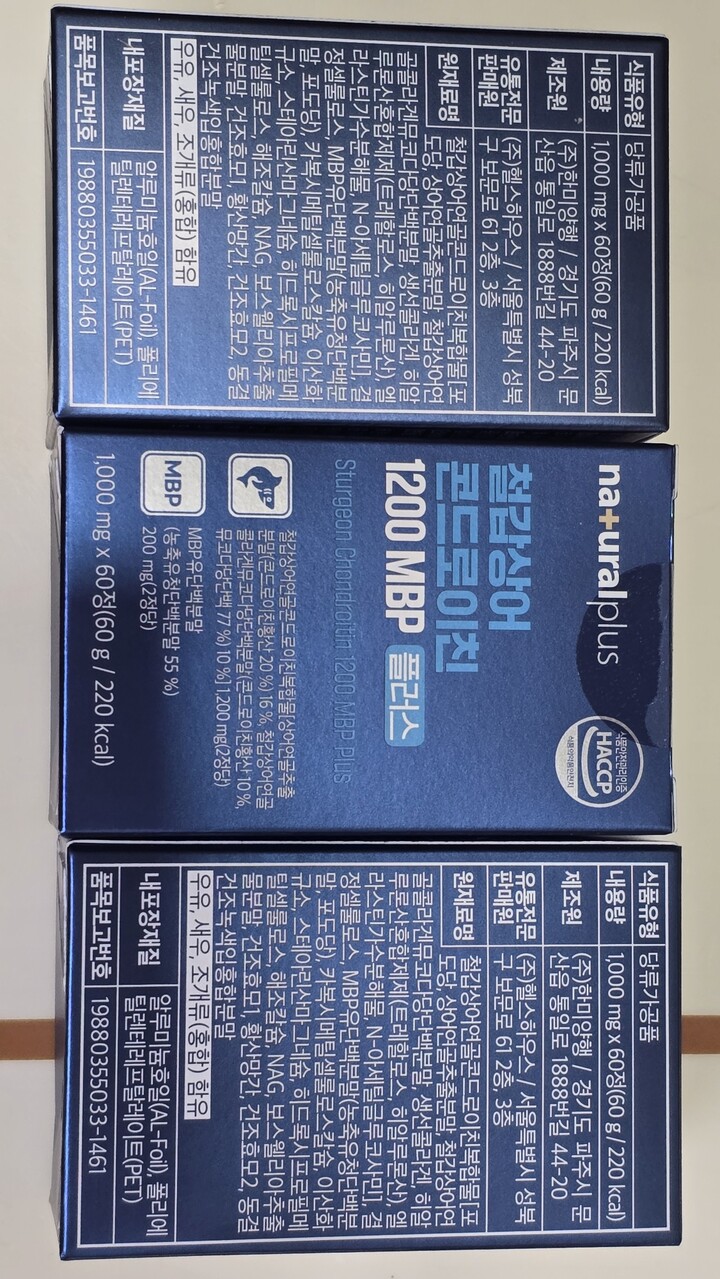 식품유형 당류가공품
내용량 1,000 mg x 60정(60 g / 220 kcal)
제조원 (주)한미양행 / 경기도 파주시 문
산읍 통일로 1888번길 44-20
유통전문
판매원 (주)헬스하우스 / 서울특별시 성북
구 보문로 61 2층, 3층
원재료명 철갑상어연골콘드로이친복합물[포
도당, 상어연골추출분말, 철갑상어연
골콜라겐뮤코다당단백분말, 생선콜라겐, 히알
루론산혼합제제(트레할로스, 히알루론산), 엘
라스틴가수분해물, N-아세틸글루코사민], 결
정셀룰로스, MBP유단백분말(농축유청단백분
말, 포도당), 카복시메틸셀룰로스칼슘, 이산화
규소, 스테아린산마그네슘, 히드록시프로필메
틸셀룰로스, 해조칼슘, NAG, 보스웰리아추출
물분말, 건조효모1, 황산망간, 건조효모2, 동결
건조녹색입홍합분말
우유, 새우, 조개류(홍합) 함유
내포장재질 알루미늄호일(AL-Foil), 폴리에
틸렌테레프탈레이트(PET)
품목보고번호 19880355033-1461
na+uralplus
식품안전관리인증
HACCP
식품의약품안전처
철갑상어
콘드로이친
1200 MBP 플러스
Sturgeon Chondroitin 1200 MBP Plus
철갑상어연골콘드로이친복합물[상어연골추출
분말(콘드로이친황산 20 %) 16 %, 철갑상어연골
콜라겐뮤코다당단백분말(콘드로이친황산 10 %,
뮤코다당단백 77 %) 10 %] 1,200 mg(2정당)
MBP
MBP유단백분말
(농축유청단백분말 55 %)
200 mg(2정당)
1,000 mg x 60정(60 g / 220 kcal)
식품유형 당류가공품
내용량 1,000 mg x 60정(60 g / 220 kcal)
제조원 (주)한미양행 / 경기도 파주시 문
산읍 통일로 1888번길 44-20
유통전문
판매원 (주)헬스하우스 / 서울특별시 성북
구 보문로 61 2층, 3층
원재료명 철갑상어연골콘드로이친복합물[포
도당, 상어연골추출분말, 철갑상어연
골콜라겐뮤코다당단백분말, 생선콜라겐, 히알
루론산혼합제제(트레할로스, 히알루론산), 엘
라스틴가수분해물, N-아세틸글루코사민], 결
정셀룰로스, MBP유단백분말(농축유청단백분
말, 포도당), 카복시메틸셀룰로스칼슘, 이산화
규소, 스테아린산마그네슘, 히드록시프로필메
틸셀룰로스, 해조칼슘, NAG, 보스웰리아추출
물분말, 건조효모1, 황산망간, 건조효모2, 동결
건조녹색입홍합분말
우유, 새우, 조개류(홍합) 함유
내포장재질 알루미늄호일(AL-Foil), 폴리에
틸렌테레프탈레이트(PET)
품목보고번호 19880355033-1461